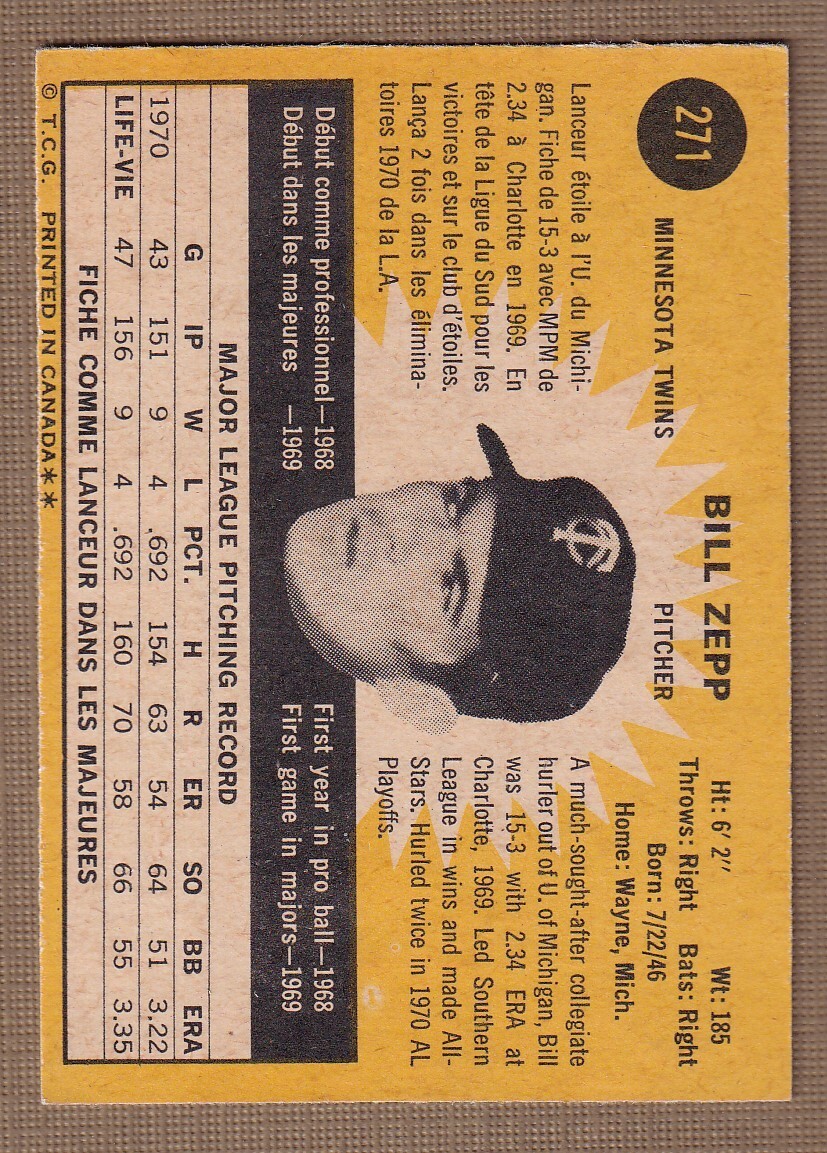 271
MINNESOTA TWINS
BILL ZEPP
PITCHER
Ht: 6' 2" Wt: 185
Throws: Right Bats: Right
Born: 7/22/46
Home: Wayne, Mich.
Lanceur étoile à l'U. du Michi-
gan. Fiche de 15-3 avec MPM de
2.34 à Charlotte en 1969. En
tête de la Ligue du Sud pour les
victoires et sur le club d'étoiles.
Lança 2 fois dans les élimina-
toires 1970 de la L.A.
A much-sought-after collegiate
hurler out of U. of Michigan, Bill
was 15-3 with 2.34 ERA at
Charlotte, 1969. Led Southern
League in wins and made All-
Stars. Hurled twice in 1970 AL
Playoffs.
TC
Début comme professionnel—1968
Début dans les majeures —1969
First year in pro ball—1968
First game in majors—1969
MAJOR LEAGUE PITCHING RECORD
G IP W L PCT. H R ER SO BB ERA
1970 43 151 9 4 .692 154 63 54 64 51 3.22
LIFE-VIE 47 156 9 4 .692 160 70 58 66 55 3.35
FICHE COMME LANCEUR DANS LES MAJEURES
© T.C.G. PRINTED IN CANADA**